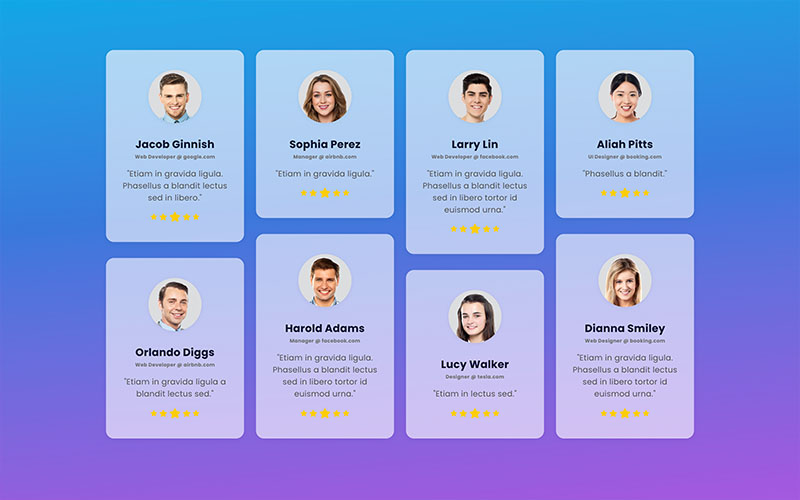 Jacob Ginnish
Web Developer @ google.com
"Etiam in gravida ligula.
Phasellus a blandit lectus
sed in libero."
Sophia Perez
Manager @ airbnb.com
"Etiam in gravida ligula."
Larry Lin
Web Developer @ facebook.com
"Etiam in gravida ligula.
Phasellus a blandit lectus
sed in libero tortor id
euismod urna."
Aliah Pitts
UI Designer @ booking.com
"Phasellus a blandit."
Orlando Diggs
Web Developer @ airbnb.com
"Etiam in gravida ligula a
blandit lectus sed."
Harold Adams
Manager @ facebook.com
"Etiam in gravida ligula.
Phasellus a blandit lectus
sed in libero tortor id
euismod urna."
Lucy Walker
Designer @ tesla.com
"Etiam in lectus sed."
Dianna Smiley
Web Designer @ booking.com
"Etiam in gravida ligula.
Phasellus a blandit lectus
sed in libero tortor id
euismod urna."